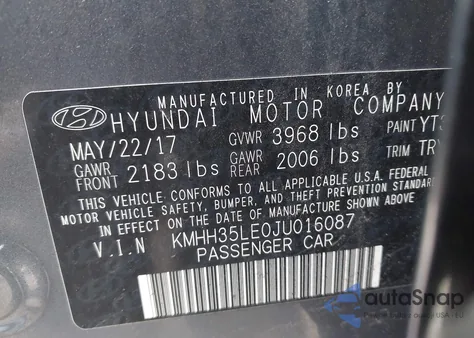 MANUFACTURED IN KOREA BY
HYUNDAI MOTOR COMPANY
MAY/22/17 GVWR 3968 lbs PAINT
GAWR FRONT 2183 lbs GAWR REAR 2006 lbs TRIM
THIS VEHICLE CONFORMS TO ALL APPLICABLE U.S.A. FEDERAL
MOTOR VEHICLE SAFETY, BUMPER, AND THEFT PREVENTION STANDARDS
IN EFFECT ON THE DATE OF MANUFACTURE SHOWN ABOVE.
V.I.N KMHH35LE0JU016087
PASSENGER CAR
autoSnap